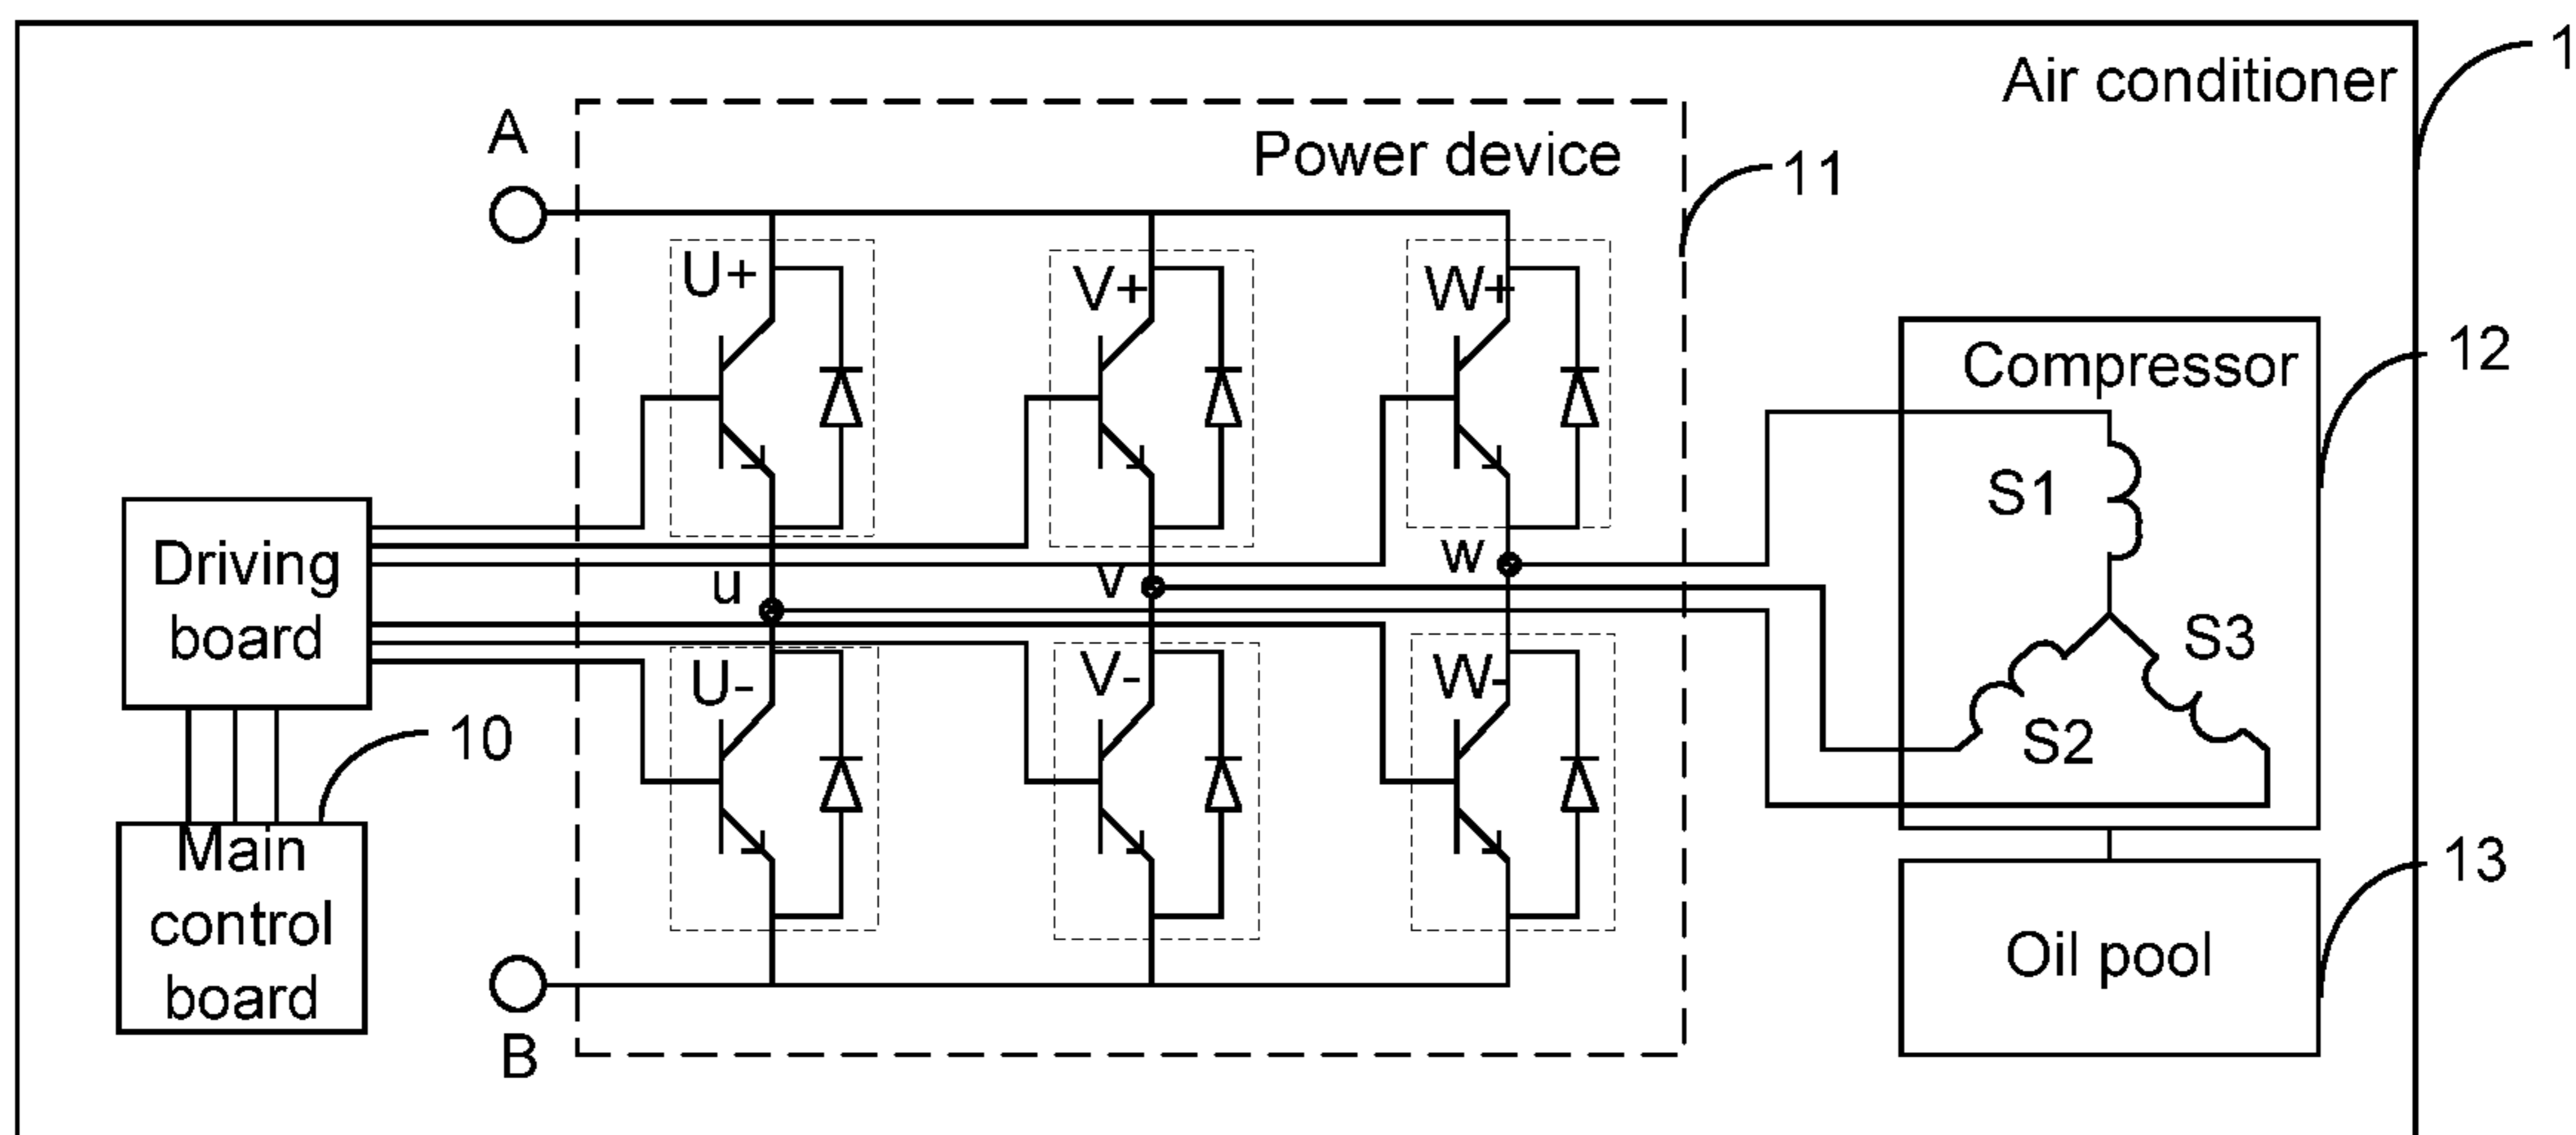 1
Air conditioner
A
Power device
11
U+
V+
W+
12
Compressor
S1
Driving
board
u
v
w
S3
U-
V-
W-
S2
10
Main
control
board
13
Oil pool
B